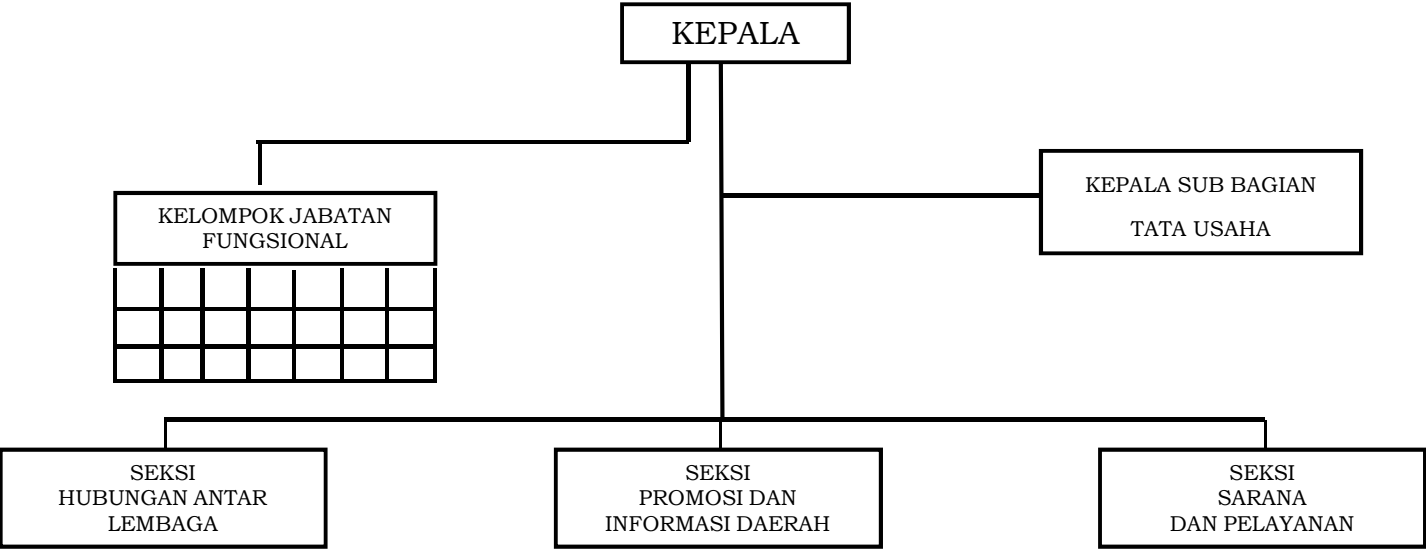 KEPALA
KEPALA SUB BAGIAN
TATA USAHA
KELOMPOK JABATAN
FUNGSIONAL
SEKSI
HUBUNGAN ANTAR
LEMBAGA
SEKSI
PROMOSI DAN
INFORMASI DAERAH
SEKSI
SARANA
DAN PELAYANAN